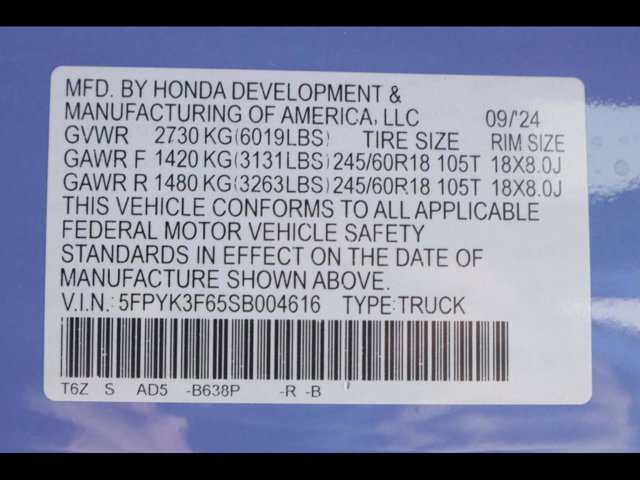 MFD. BY HONDA DEVELOPMENT &
MANUFACTURING OF AMERICA, LLC 09/'24
GVWR 2730 KG(6019LBS) TIRE SIZE RIM SIZE
GAWR F 1420 KG(3131LBS) 245/60R18 105T 18X8.0J
GAWR R 1480 KG(3263LBS) 245/60R18 105T 18X8.0J
THIS VEHICLE CONFORMS TO ALL APPLICABLE
FEDERAL MOTOR VEHICLE SAFETY
STANDARDS IN EFFECT ON THE DATE OF
MANUFACTURE SHOWN ABOVE.
V.I.N.: 5FPYK3F65SB004616 TYPE:TRUCK
T6Z S AD5 -B638P -R -B